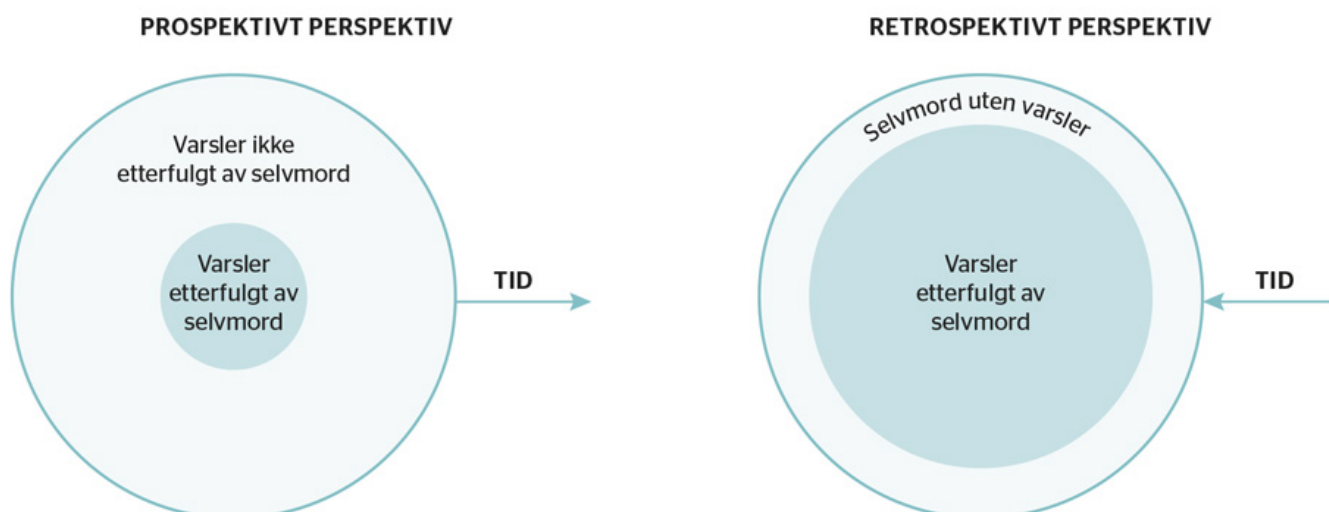 PROSPEKTIVT PERSPEKTIV
Varsler ikke
etterfulgt av selvmord
Varsler
etterfulgt av
selvmord
TID
RETROSPEKTIVT PERSPEKTIV
Selvmord uten varsler
Varsler
etterfulgt av
selvmord
TID